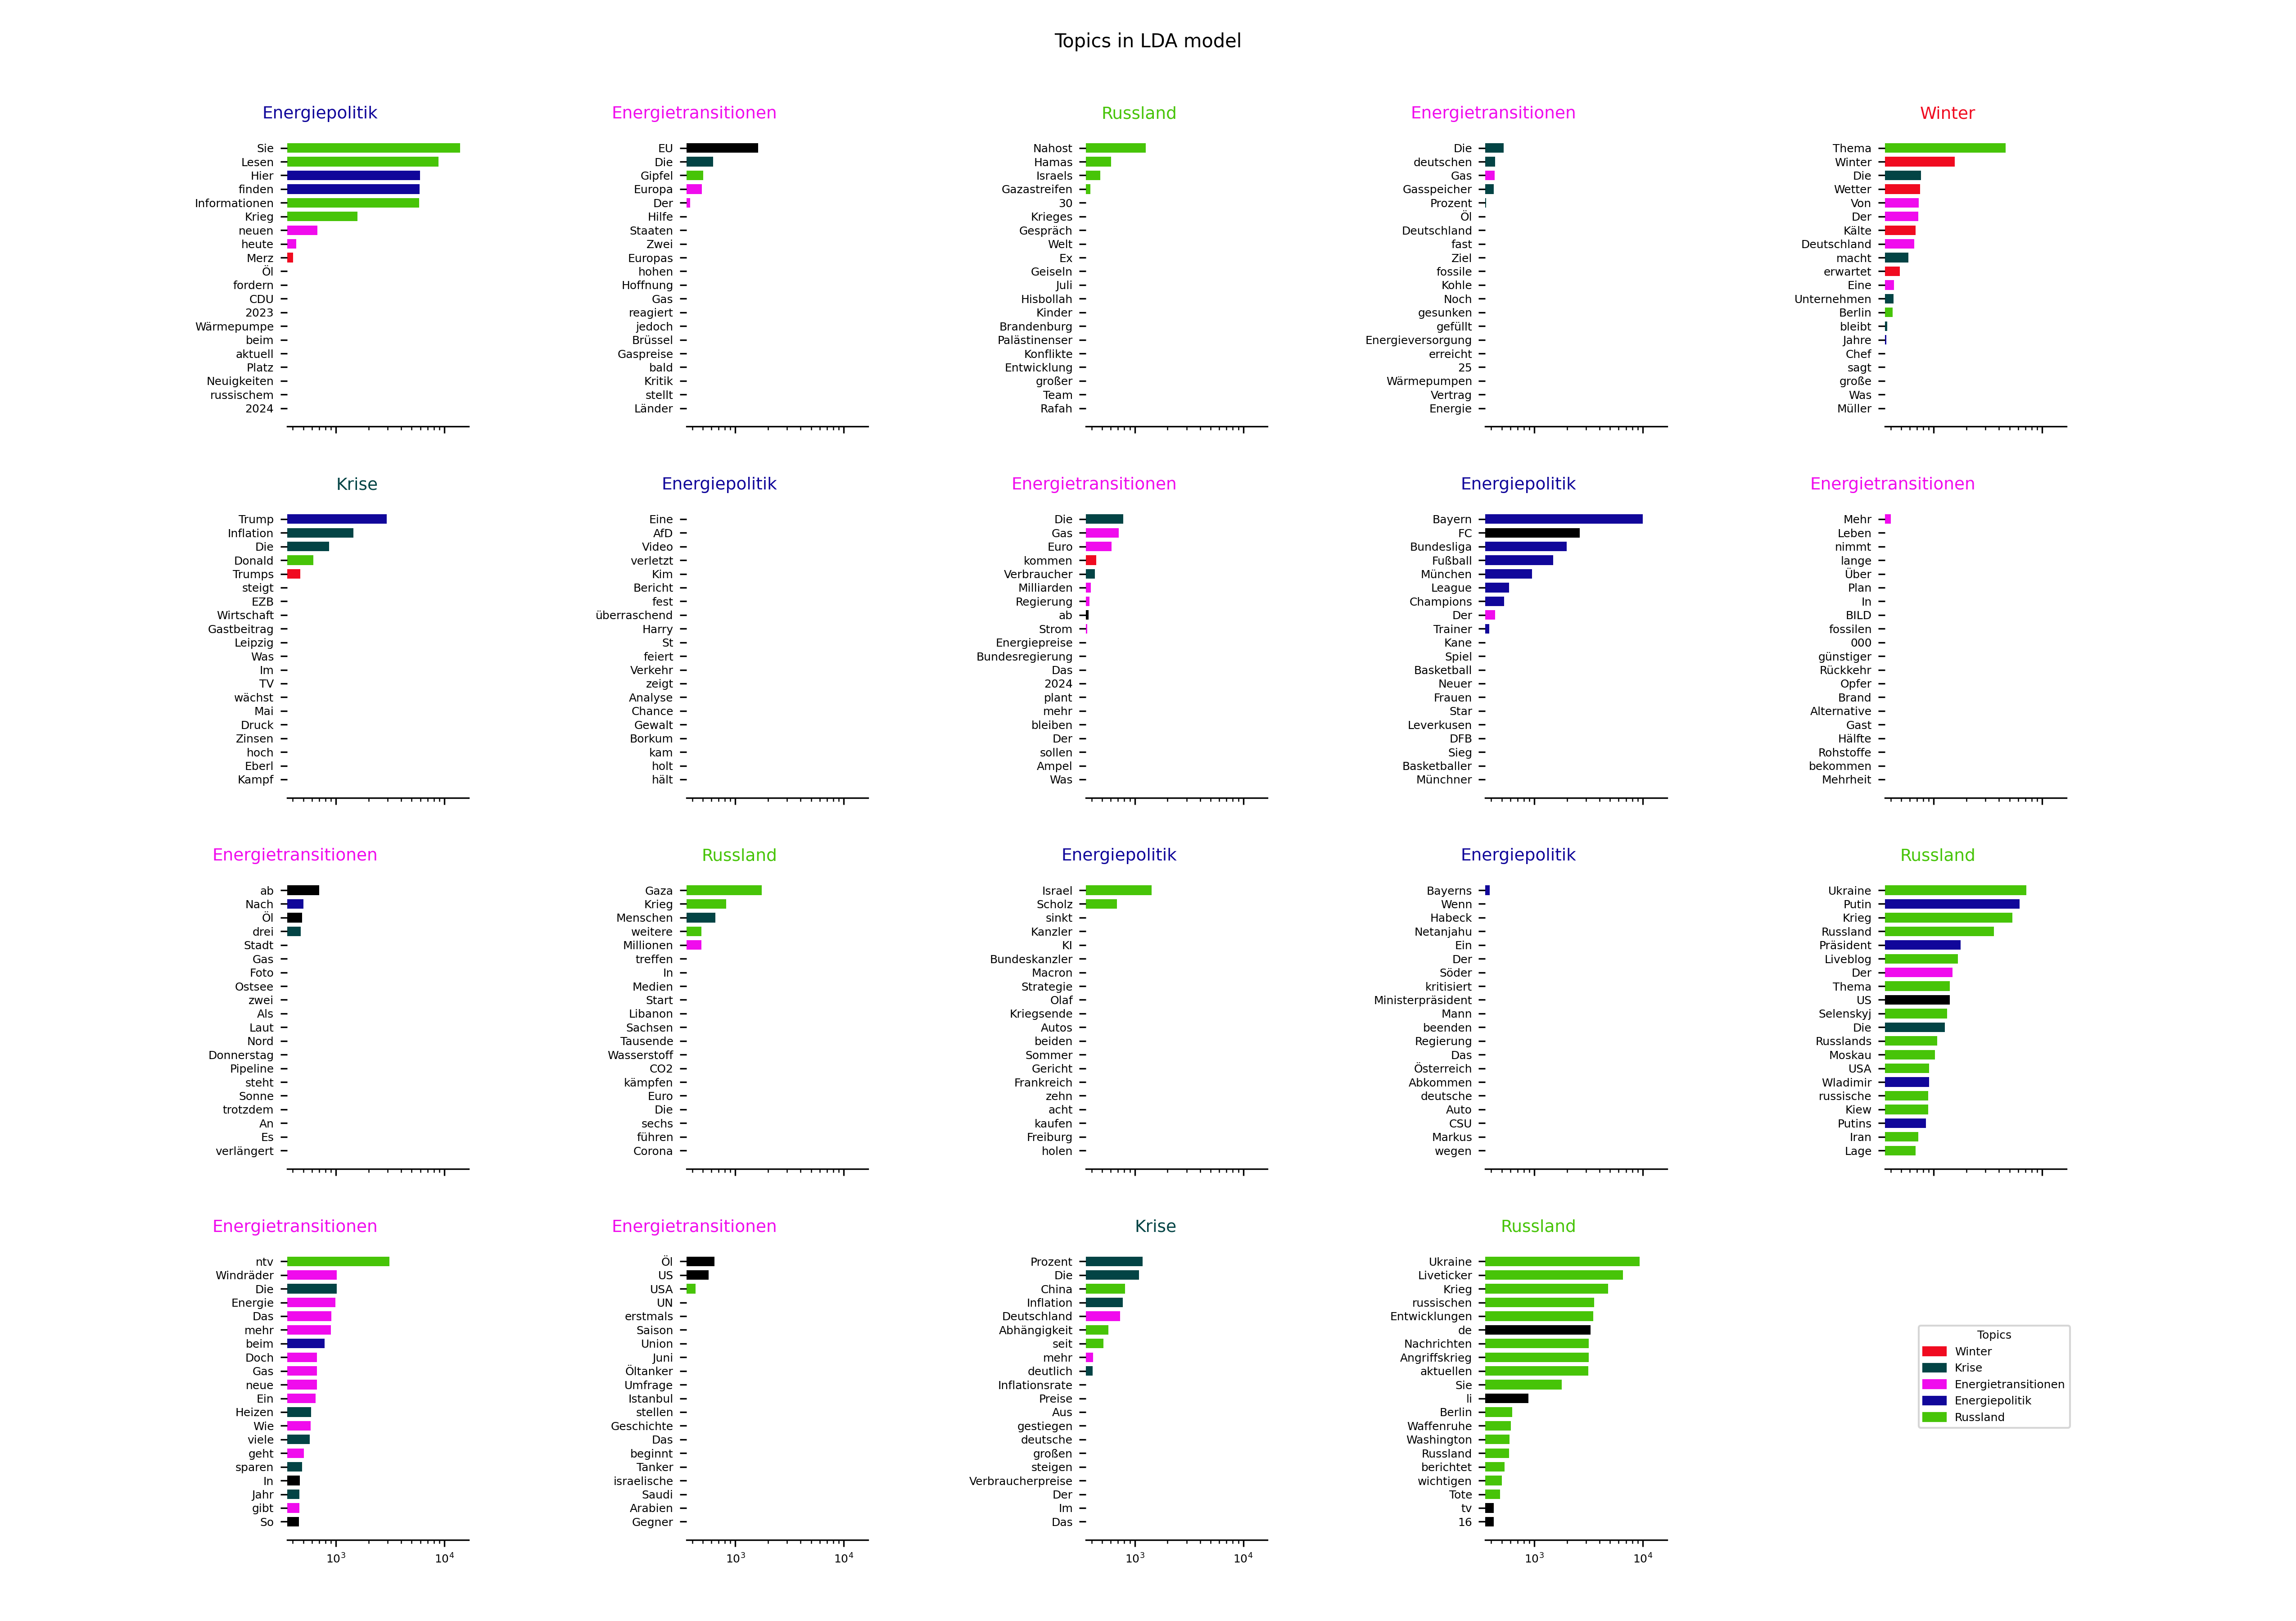 Topics in LDA model
Energiepolitik
Sie
Lesen
Hier
finden
Informationen
Krieg
neuen
heute
Merz
Öl
fordern
CDU
2023
Wärmepumpe
beim
aktuell
Platz
Neuigkeiten
russischem
2024
Energietransitionen
EU
Die
Gipfel
Europa
Der
Hilfe
Staaten
Zwei
Europas
hohen
Hoffnung
Gas
reagiert
jedoch
Brüssel
Gaspreise
bald
Kritik
stellt
Länder
Russland
Nahost
Hamas
Israels
Gazastreifen
30
Krieges
Gespräch
Welt
Ex
Geiseln
Juli
Hisbollah
Kinder
Brandenburg
Palästinenser
Konflikte
Entwicklung
großer
Team
Rafah
Energietransitionen
Die
deutschen
Gas
Gasspeicher
Prozent
Öl
Deutschland
fast
Ziel
fossile
Kohle
Noch
gesunken
gefüllt
Energieversorgung
erreicht
25
Wärmepumpen
Vertrag
Energie
Winter
Thema
Winter
Die
Wetter
Von
Der
Kälte
Deutschland
macht
erwartet
Eine
Unternehmen
Berlin
bleibt
Jahre
Chef
sagt
große
Was
Müller
Krise
Trump
Inflation
Die
Donald
Trumps
steigt
EZB
Wirtschaft
Gastbeitrag
Leipzig
Was
Im
TV
wächst
Mai
Druck
Zinsen
hoch
Eberl
Kampf
Energiepolitik
Eine
AfD
Video
verletzt
Kim
Bericht
fest
überraschend
Harry
St
feiert
Verkehr
zeigt
Analyse
Chance
Gewalt
Borkum
kam
holt
hält
Energietransitionen
Die
Gas
Euro
kommen
Verbraucher
Milliarden
Regierung
ab
Strom
Energiepreise
Bundesregierung
Das
2024
plant
mehr
bleiben
Der
sollen
Ampel
Was
Energiepolitik
Bayern
FC
Bundesliga
Fußball
München
League
Champions
Der
Trainer
Kane
Spiel
Basketball
Neuer
Frauen
Star
Leverkusen
DFB
Sieg
Basketballer
Münchner
Energietransitionen
Mehr
Leben
nimmt
lange
Über
Plan
In
BILD
fossilen
000
günstiger
Rückkehr
Opfer
Brand
Alternative
Gast
Hälfte
Rohstoffe
bekommen
Mehrheit
Energietransitionen
ab
Nach
Öl
drei
Stadt
Gas
Foto
Ostsee
zwei
Als
Laut
Nord
Donnerstag
Pipeline
steht
Sonne
trotzdem
An
Es
verlängert
Russland
Gaza
Krieg
Menschen
weitere
Millionen
treffen
In
Medien
Start
Libanon
Sachsen
Tausende
Wasserstoff
CO2
kämpfen
Euro
Die
sechs
führen
Corona
Energiepolitik
Israel
Scholz
sinkt
Kanzler
KI
Bundeskanzler
Macron
Strategie
Olaf
Kriegsende
Autos
beiden
Sommer
Gericht
Frankreich
zehn
acht
kaufen
Freiburg
holen
Energiepolitik
Bayerns
Wenn
Habeck
Netanjahu
Ein
Der
Söder
kritisiert
Ministerpräsident
Mann
beenden
Regierung
Das
Österreich
Abkommen
deutsche
Auto
CSU
Markus
wegen
Russland
Ukraine
Putin
Krieg
Russland
Präsident
Liveblog
Der
Thema
US
Selenskyj
Die
Russlands
Moskau
USA
Wladimir
russische
Kiew
Putins
Iran
Lage
Energietransitionen
ntv
Windräder
Die
Energie
Das
mehr
beim
Doch
Gas
neue
Ein
Heizen
Wie
viele
geht
sparen
In
Jahr
gibt
So
10³ 10⁴
Energietransitionen
Öl
US
USA
UN
erstmals
Saison
Union
Juni
Öltanker
Umfrage
Istanbul
stellen
Geschichte
Das
beginnt
Tanker
israelische
Saudi
Arabien
Gegner
10³ 10⁴
Krise
Prozent
Die
China
Inflation
Deutschland
Abhängigkeit
seit
mehr
deutlich
Inflationsrate
Preise
Aus
gestiegen
deutsche
großen
steigen
Verbraucherpreise
Der
Im
Das
10³ 10⁴
Russland
Ukraine
Liveticker
Krieg
russischen
Entwicklungen
de
Nachrichten
Angriffskrieg
aktuellen
Sie
li
Berlin
Waffenruhe
Washington
Russland
berichtet
wichtigen
Tote
tv
16
10³ 10⁴
Topics
Winter
Krise
Energietransitionen
Energiepolitik
Russland